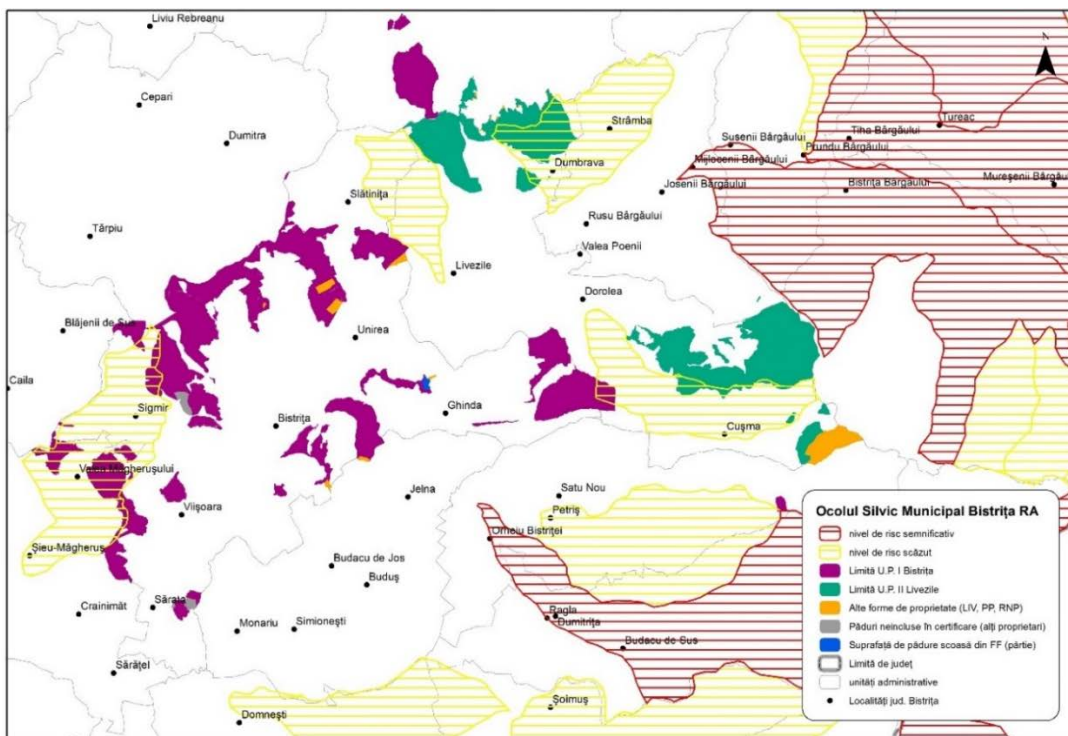 Liviu Rebreanu
N
Cepari
Dumitra
Strâmba
Tureac
Susenii Bârgăului
Tiha Bârgăului
Prundu Bârgăului
Mijlocenii Bârgăului
Dumbrava
Josenii Bârgăului
Bistrița Bârgăului
Mureșenii Bârgău
Slătinița
Rusu Bârgăului
Tărpiu
Valea Poenii
Livezile
Dorolea
Blăjenii de Sus
Unirea
Caila
Sigmir
Bistrița
Ghinda
Cușma
Valea Măgherușului
Jelna
Satu Nou
Viișoara
Petriș
Orheiu Bistriței
Șieu-Măgheruș
Budacu de Jos
Buduș
Sărata
Crainimăt
Ragla
Dumitrița
Monariu
Simionești
Budacu de Sus
Sărățel
Domnești
Șoimuș
Ocolul Silvic Municipal Bistrița RA
nivel de risc semnificativ
nivel de risc scăzut
Limită U.P. I Bistrița
Limită U.P. II Livezile
Alte forme de proprietate (LIV, PP, RNP)
Păduri neincluse în certificare (alți proprietari)
Suprafață de pădure scoasă din FF (pârtie)
Limită de județ
unități administrative
Localități jud. Bistrița